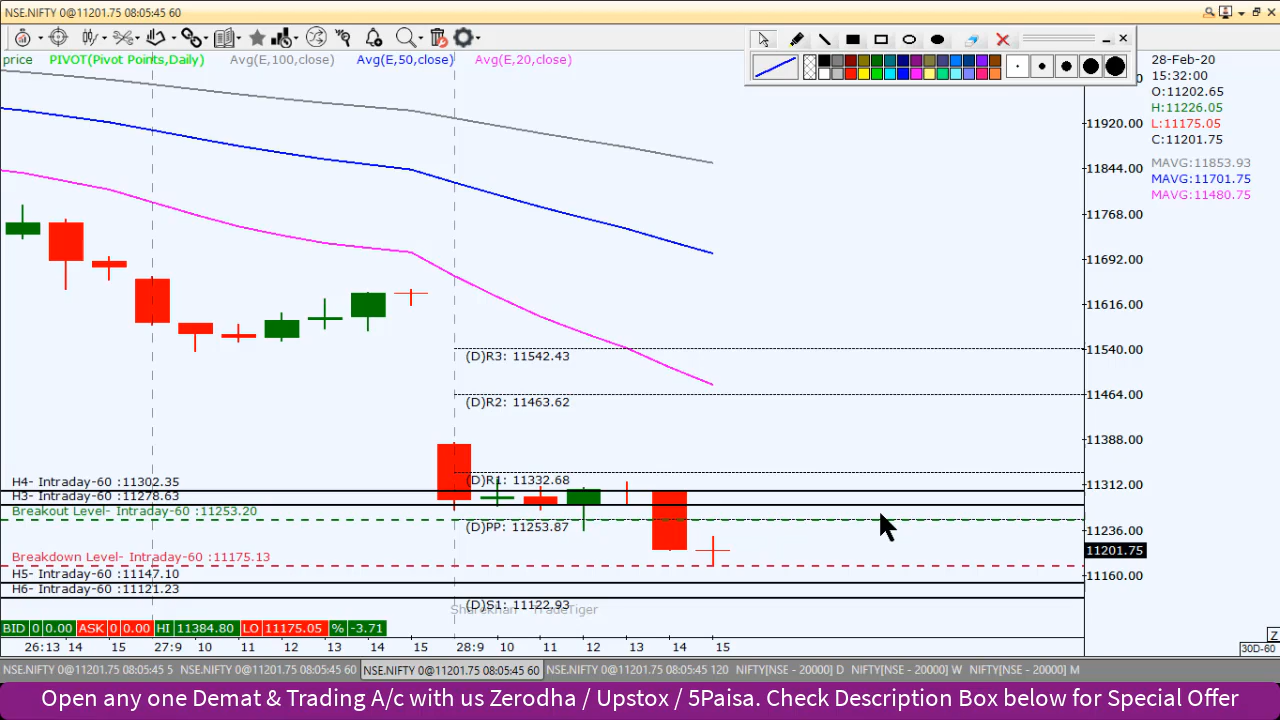 NSE.NIFTY 0@11201.75 08:05:45 60
price PIVOT(Pivot Points,Daily) Avg(E,100,close) Avg(E,50,close) Avg(E,20,close)
28-Feb-20
15:32:00
O:11202.65
H:11226.05
L:11175.05
C:11201.75
MAVG:11853.93
MAVG:11701.75
MAVG:11480.75
11920.00
11844.00
11768.00
11692.00
11616.00
11540.00
11464.00
11388.00
11312.00
11236.00
11201.75
11160.00
(D)R3: 11542.43
(D)R2: 11463.62
(D)R1: 11332.68
H4- Intraday-60 :11302.35
H3- Intraday-60 :11278.63
Breakout Level- Intraday-60 :11253.20
(D)PP: 11253.87
Breakdown Level- Intraday-60 :11175.13
H5- Intraday-60 :11147.10
H6- Intraday-60 :11121.23
(D)S1: 11122.93
Sharekhan TradeTiger
BID 0 0.00 ASK 0 0.00 HI 11384.80 LO 11175.05 % -3.71
26:13 14 15 27:9 10 11 12 13 14 15 28:9 10 11 12 13 14 15
Z
30D-60
NSE.NIFTY 0@11201.75 08:05:45 5 NSE.NIFTY 0@11201.75 08:05:45 60 NSE.NIFTY 0@11201.75 08:05:45 60 NSE.NIFTY 0@11201.75 08:05:45 120 NIFTY[NSE - 20000] D NIFTY[NSE - 20000] W NIFTY[NSE - 20000] M
Open any one Demat & Trading A/c with us Zerodha / Upstox / 5Paisa. Check Description Box below for Special Offer